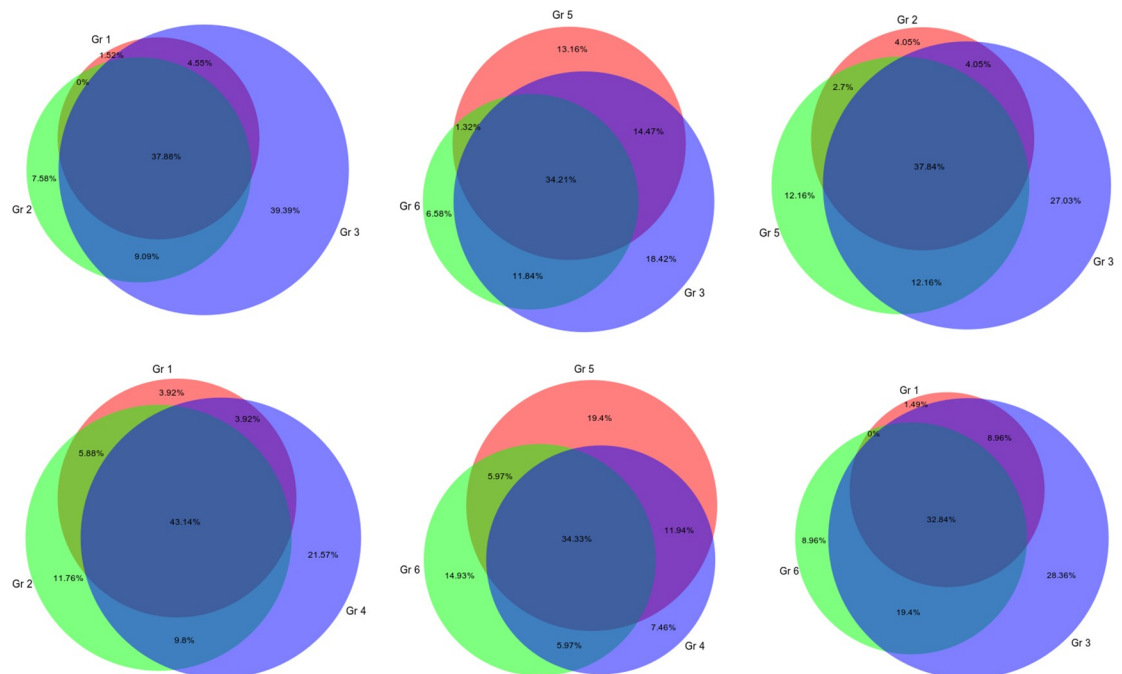 Gr 1
1.52%
4.55%
0%
37.88%
7.58%
39.39%
Gr 2
Gr 3
9.09%
Gr 5
13.16%
1.32%
14.47%
34.21%
Gr 6
6.58%
18.42%
11.84%
Gr 3
Gr 2
4.05%
4.05%
2.7%
37.84%
12.16%
27.03%
Gr 5
Gr 3
12.16%
Gr 1
3.92%
3.92%
5.88%
43.14%
21.57%
Gr 2
11.76%
Gr 4
9.8%
Gr 5
19.4%
5.97%
11.94%
34.33%
Gr 6
14.93%
7.46%
5.97%
Gr 4
Gr 1
1.49%
0%
8.96%
32.84%
8.96%
Gr 6
28.36%
19.4%
Gr 3